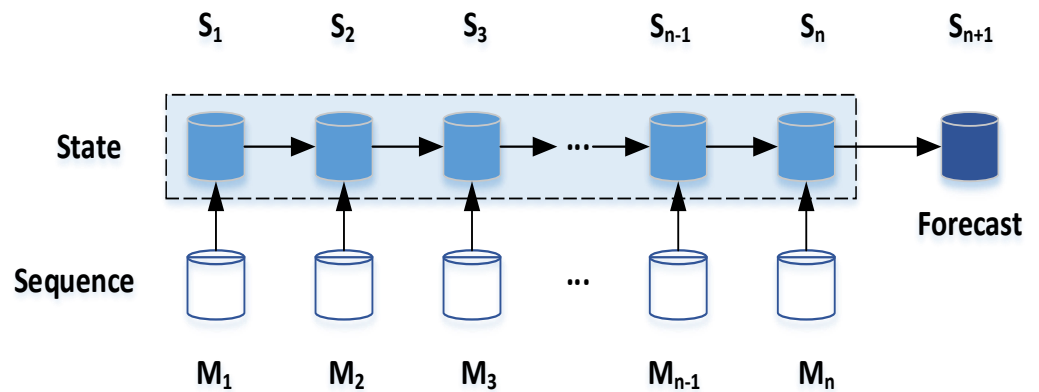 S₁ S₂ S₃ Sₙ₋₁ Sₙ Sₙ₊₁
State ...
Forecast
Sequence ...
M₁ M₂ M₃ Mₙ₋₁ Mₙ